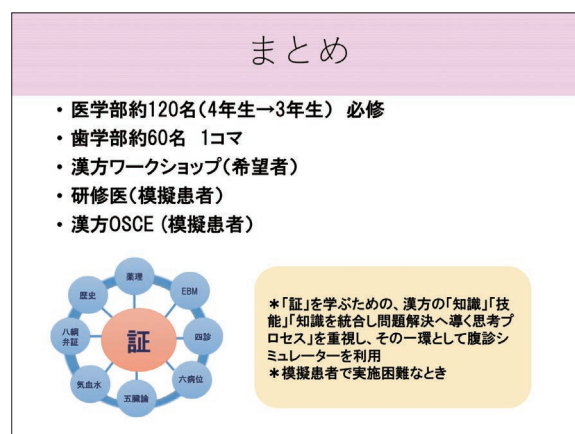 まとめ
・医学部約120名(4年生→3年生) 必修
・歯学部約60名 1コマ
・漢方ワークショップ(希望者)
・研修医(模擬患者)
・漢方OSCE (模擬患者)
薬理
EBM
四診
六病位
五臓論
気血水
八綱
弁証
歴史
証
＊「証」を学ぶための、漢方の「知識」「技
能」「知識を統合し問題解決へ導く思考プ
ロセス」を重視し、その一環として腹診シ
ミュレーターを利用
＊模擬患者で実施困難なとき